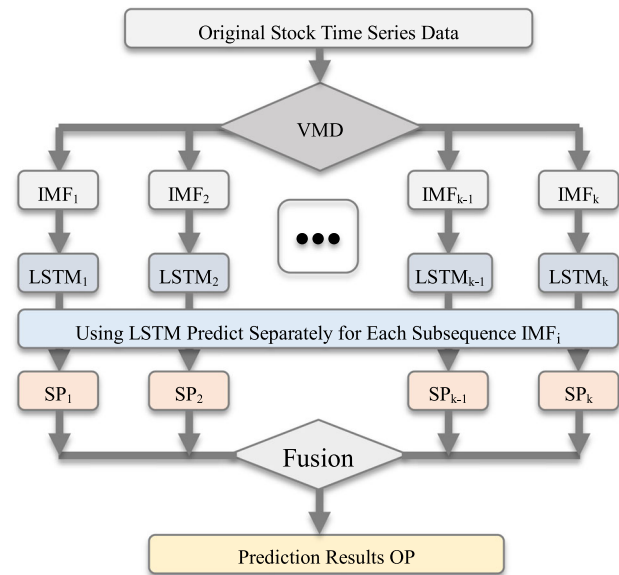 Original Stock Time Series Data
VMD
IMF₁ IMF₂ IMFₖ₋₁ IMFₖ
•••
LSTM₁ LSTM₂ LSTMₖ₋₁ LSTMₖ
Using LSTM Predict Separately for Each Subsequence IMFᵢ
SP₁ SP₂ SPₖ₋₁ SPₖ
Fusion
Prediction Results OP